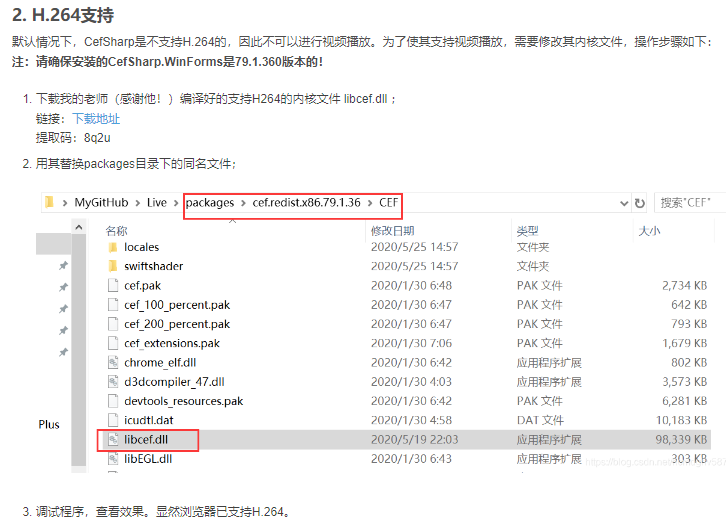 2. H.264支持
默认情况下，CefSharp是不支持H.264的，因此不可以进行视频播放。为了使其支持视频播放，需要修改其内核文件，操作步骤如下：
注：请确保安装的CefSharp.WinForms是79.1.360版本的！
1. 下载我的老师（感谢他！）编译好的支持H264的内核文件 libcef.dll；
链接：下载地址
提取码：8q2u
2. 用其替换packages目录下的同名文件；
MyGitHub > Live > packages > cef.redist.x86.79.1.36 > CEF 搜索"CEF"
名称 修改日期 类型 大小
locales 2020/5/25 14:57 文件夹
swiftshader 2020/5/25 14:57 文件夹
cef.pak 2020/1/30 6:48 PAK 文件 2,734 KB
cef_100_percent.pak 2020/1/30 6:47 PAK 文件 642 KB
cef_200_percent.pak 2020/1/30 6:47 PAK 文件 793 KB
cef_extensions.pak 2020/1/30 7:06 PAK 文件 1,679 KB
chrome_elf.dll 2020/1/30 6:42 应用程序扩展 802 KB
d3dcompiler_47.dll 2020/1/30 4:03 应用程序扩展 3,573 KB
devtools_resources.pak 2020/1/30 6:42 PAK 文件 6,281 KB
Plus icudtl.dat 2020/1/30 4:58 DAT 文件 10,183 KB
libcef.dll 2020/5/19 22:03 应用程序扩展 98,339 KB
libEGL.dll 2020/1/30 6:43 应用程序扩展 303 KB
3. 调试程序，查看效果。显然浏览器已支持H.264。